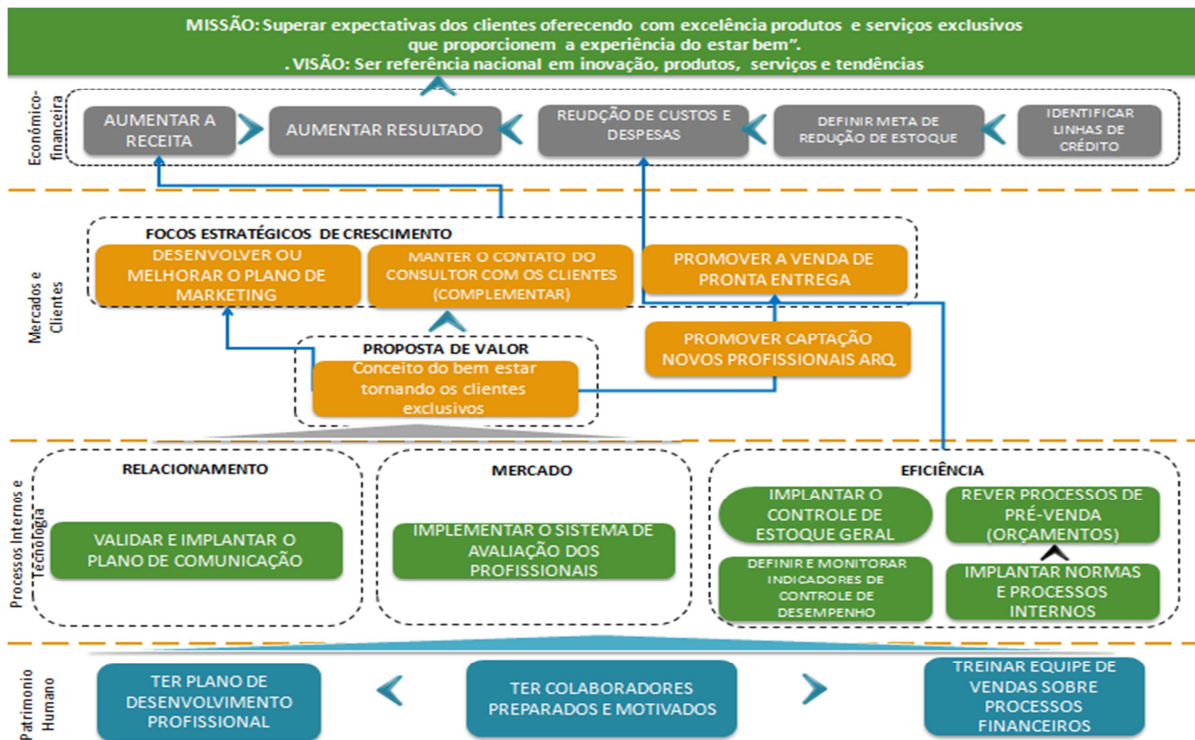 MISSÃO: Superar expectativas dos clientes oferecendo com excelência produtos e serviços exclusivos
que proporcionem a experiência do estar bem”.
. VISÃO: Ser referência nacional em inovação, produtos, serviços e tendências
Econômico-
financeira
AUMENTAR A
RECEITA
AUMENTAR RESULTADO
REUDÇÃO DE CUSTOS E
DESPESAS
DEFINIR META DE
REDUÇÃO DE ESTOQUE
IDENTIFICAR
LINHAS DE
CRÉDITO
Mercados e
Clientes
FOCOS ESTRATÉGICOS DE CRESCIMENTO
DESENVOLVER OU
MELHORAR O PLANO DE
MARKETING
MANTER O CONTATO DO
CONSULTOR COM OS CLIENTES
(COMPLEMENTAR)
PROMOVER A VENDA DE
PRONTA ENTREGA
PROMOVER CAPTAÇÃO
NOVOS PROFISSIONAIS ARQ.
PROPOSTA DE VALOR
Conceito do bem estar
tornando os clientes
exclusivos
Processos Internos e
Tecnologia
RELACIONAMENTO
VALIDAR E IMPLANTAR O
PLANO DE COMUNICAÇÃO
MERCADO
IMPLEMENTAR O SISTEMA DE
AVALIAÇÃO DOS
PROFISSIONAIS
EFICIÊNCIA
IMPLANTAR O
CONTROLE DE
ESTOQUE GERAL
REVER PROCESSOS DE
PRÉ-VENDA
(ORÇAMENTOS)
DEFINIR E MONITORAR
INDICADORES DE
CONTROLE DE
DESEMPENHO
IMPLANTAR NORMAS
E PROCESSOS
INTERNOS
Patrimonio
Humano
TER PLANO DE
DESENVOLVIMENTO
PROFISSIONAL
TER COLABORADORES
PREPARADOS E MOTIVADOS
TREINAR EQUIPE DE
VENDAS SOBRE
PROCESSOS
FINANCEIROS